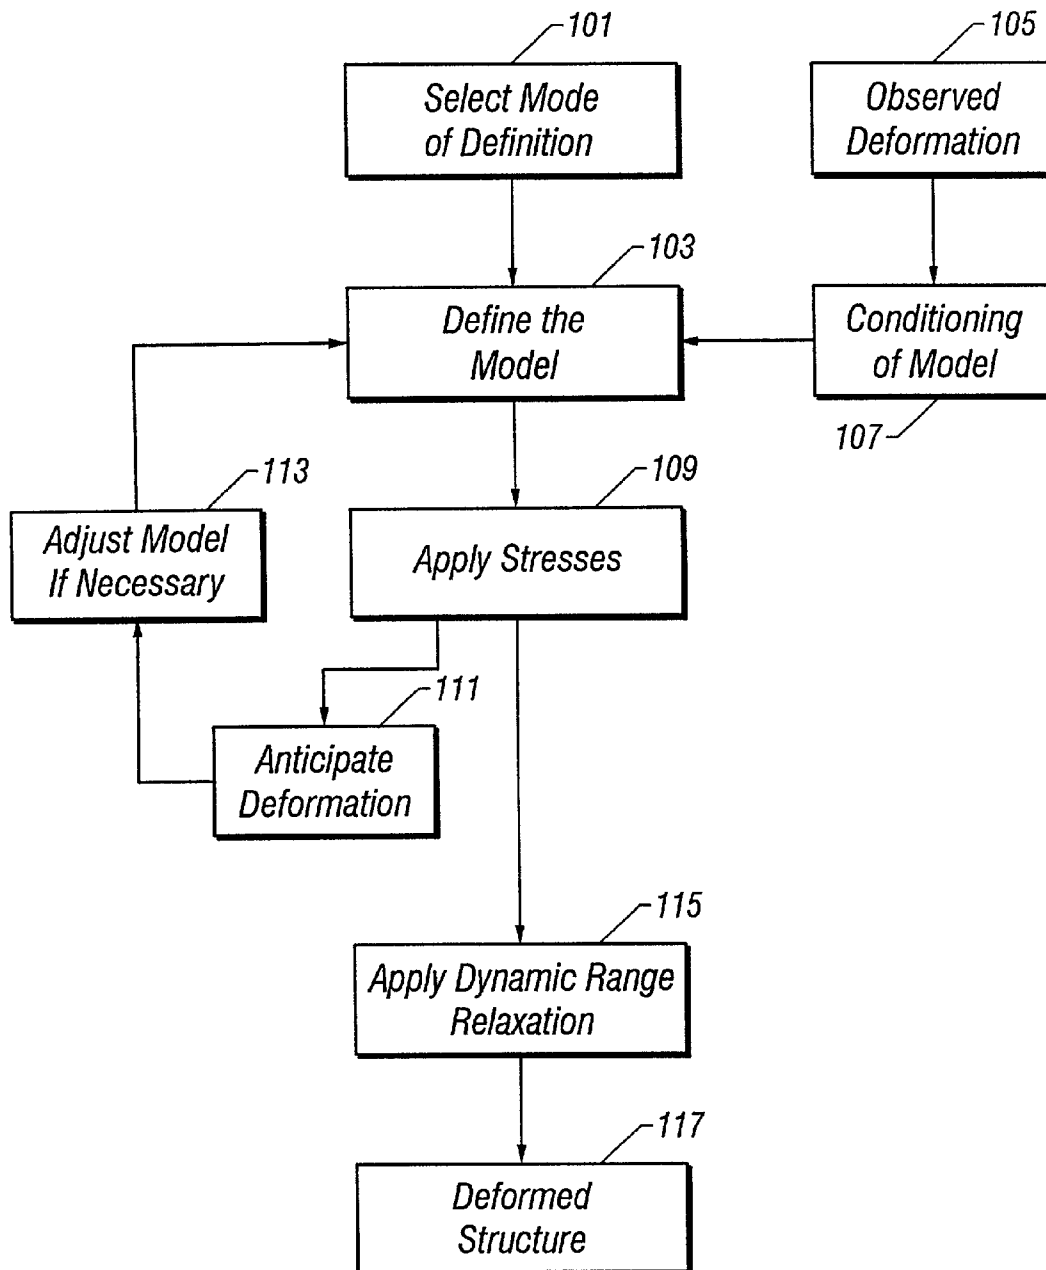 101
Select Mode
of Definition
105
Observed
Deformation
103
Define the
Model
Conditioning
of Model
107
113
Adjust Model
If Necessary
109
Apply Stresses
111
Anticipate
Deformation
115
Apply Dynamic Range
Relaxation
117
Deformed
Structure